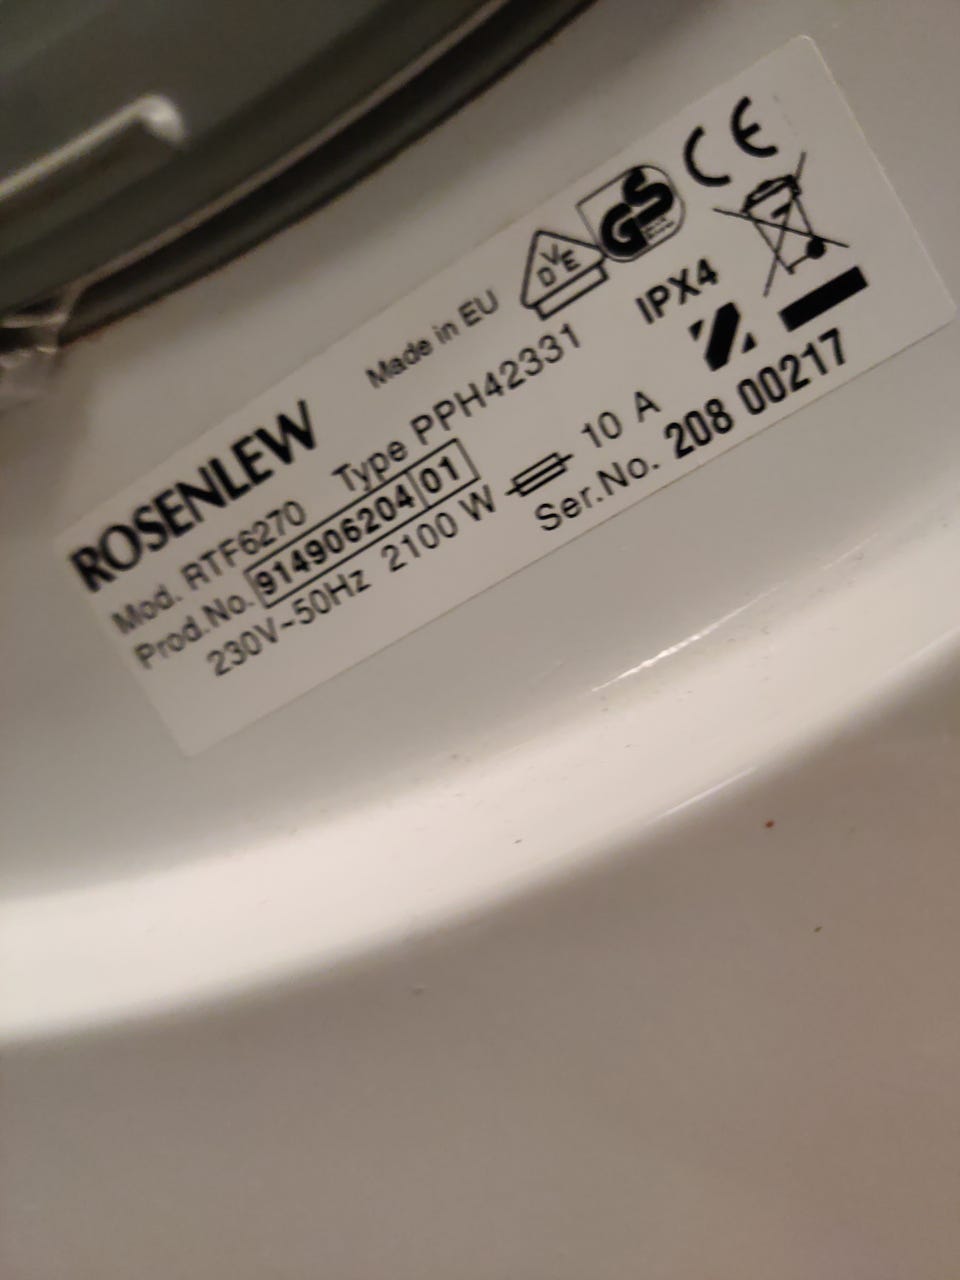 ROSENLEW
Made in EU
DVE
GS
CE
Mod. RTF6270 Type PPH42331
IPX4
Prod.No. 914906204 01
230V~50Hz 2100 W 10 A
Ser.No. 208 00217